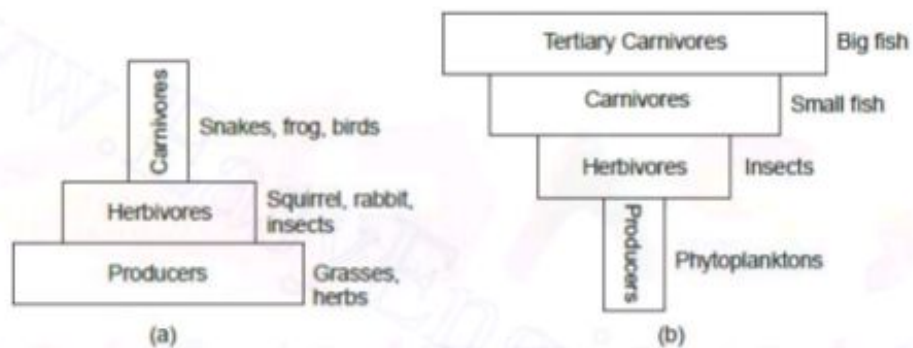 Carnivores
Snakes, frog, birds
Herbivores
Squirrel, rabbit,
insects
Producers
Grasses,
herbs
(a)
Tertiary Carnivores
Big fish
Carnivores
Small fish
Herbivores
Insects
Producers
Phytoplanktons
(b)